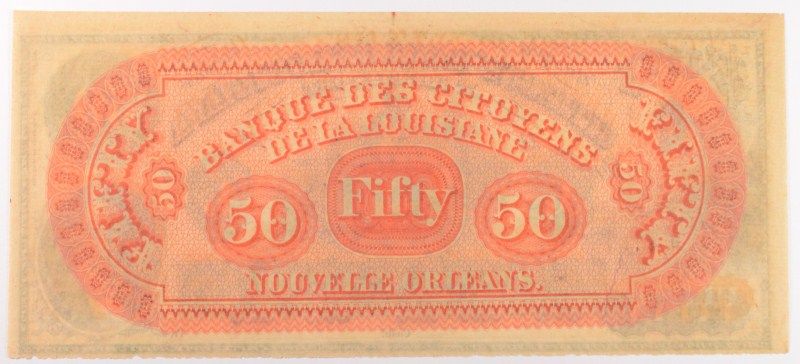 BANQUE DES CITOYENS
DE LA LOUISIANE
FIFTY
50
50
Fifty
50
50
FIFTY
NOUVELLE ORLEANS.